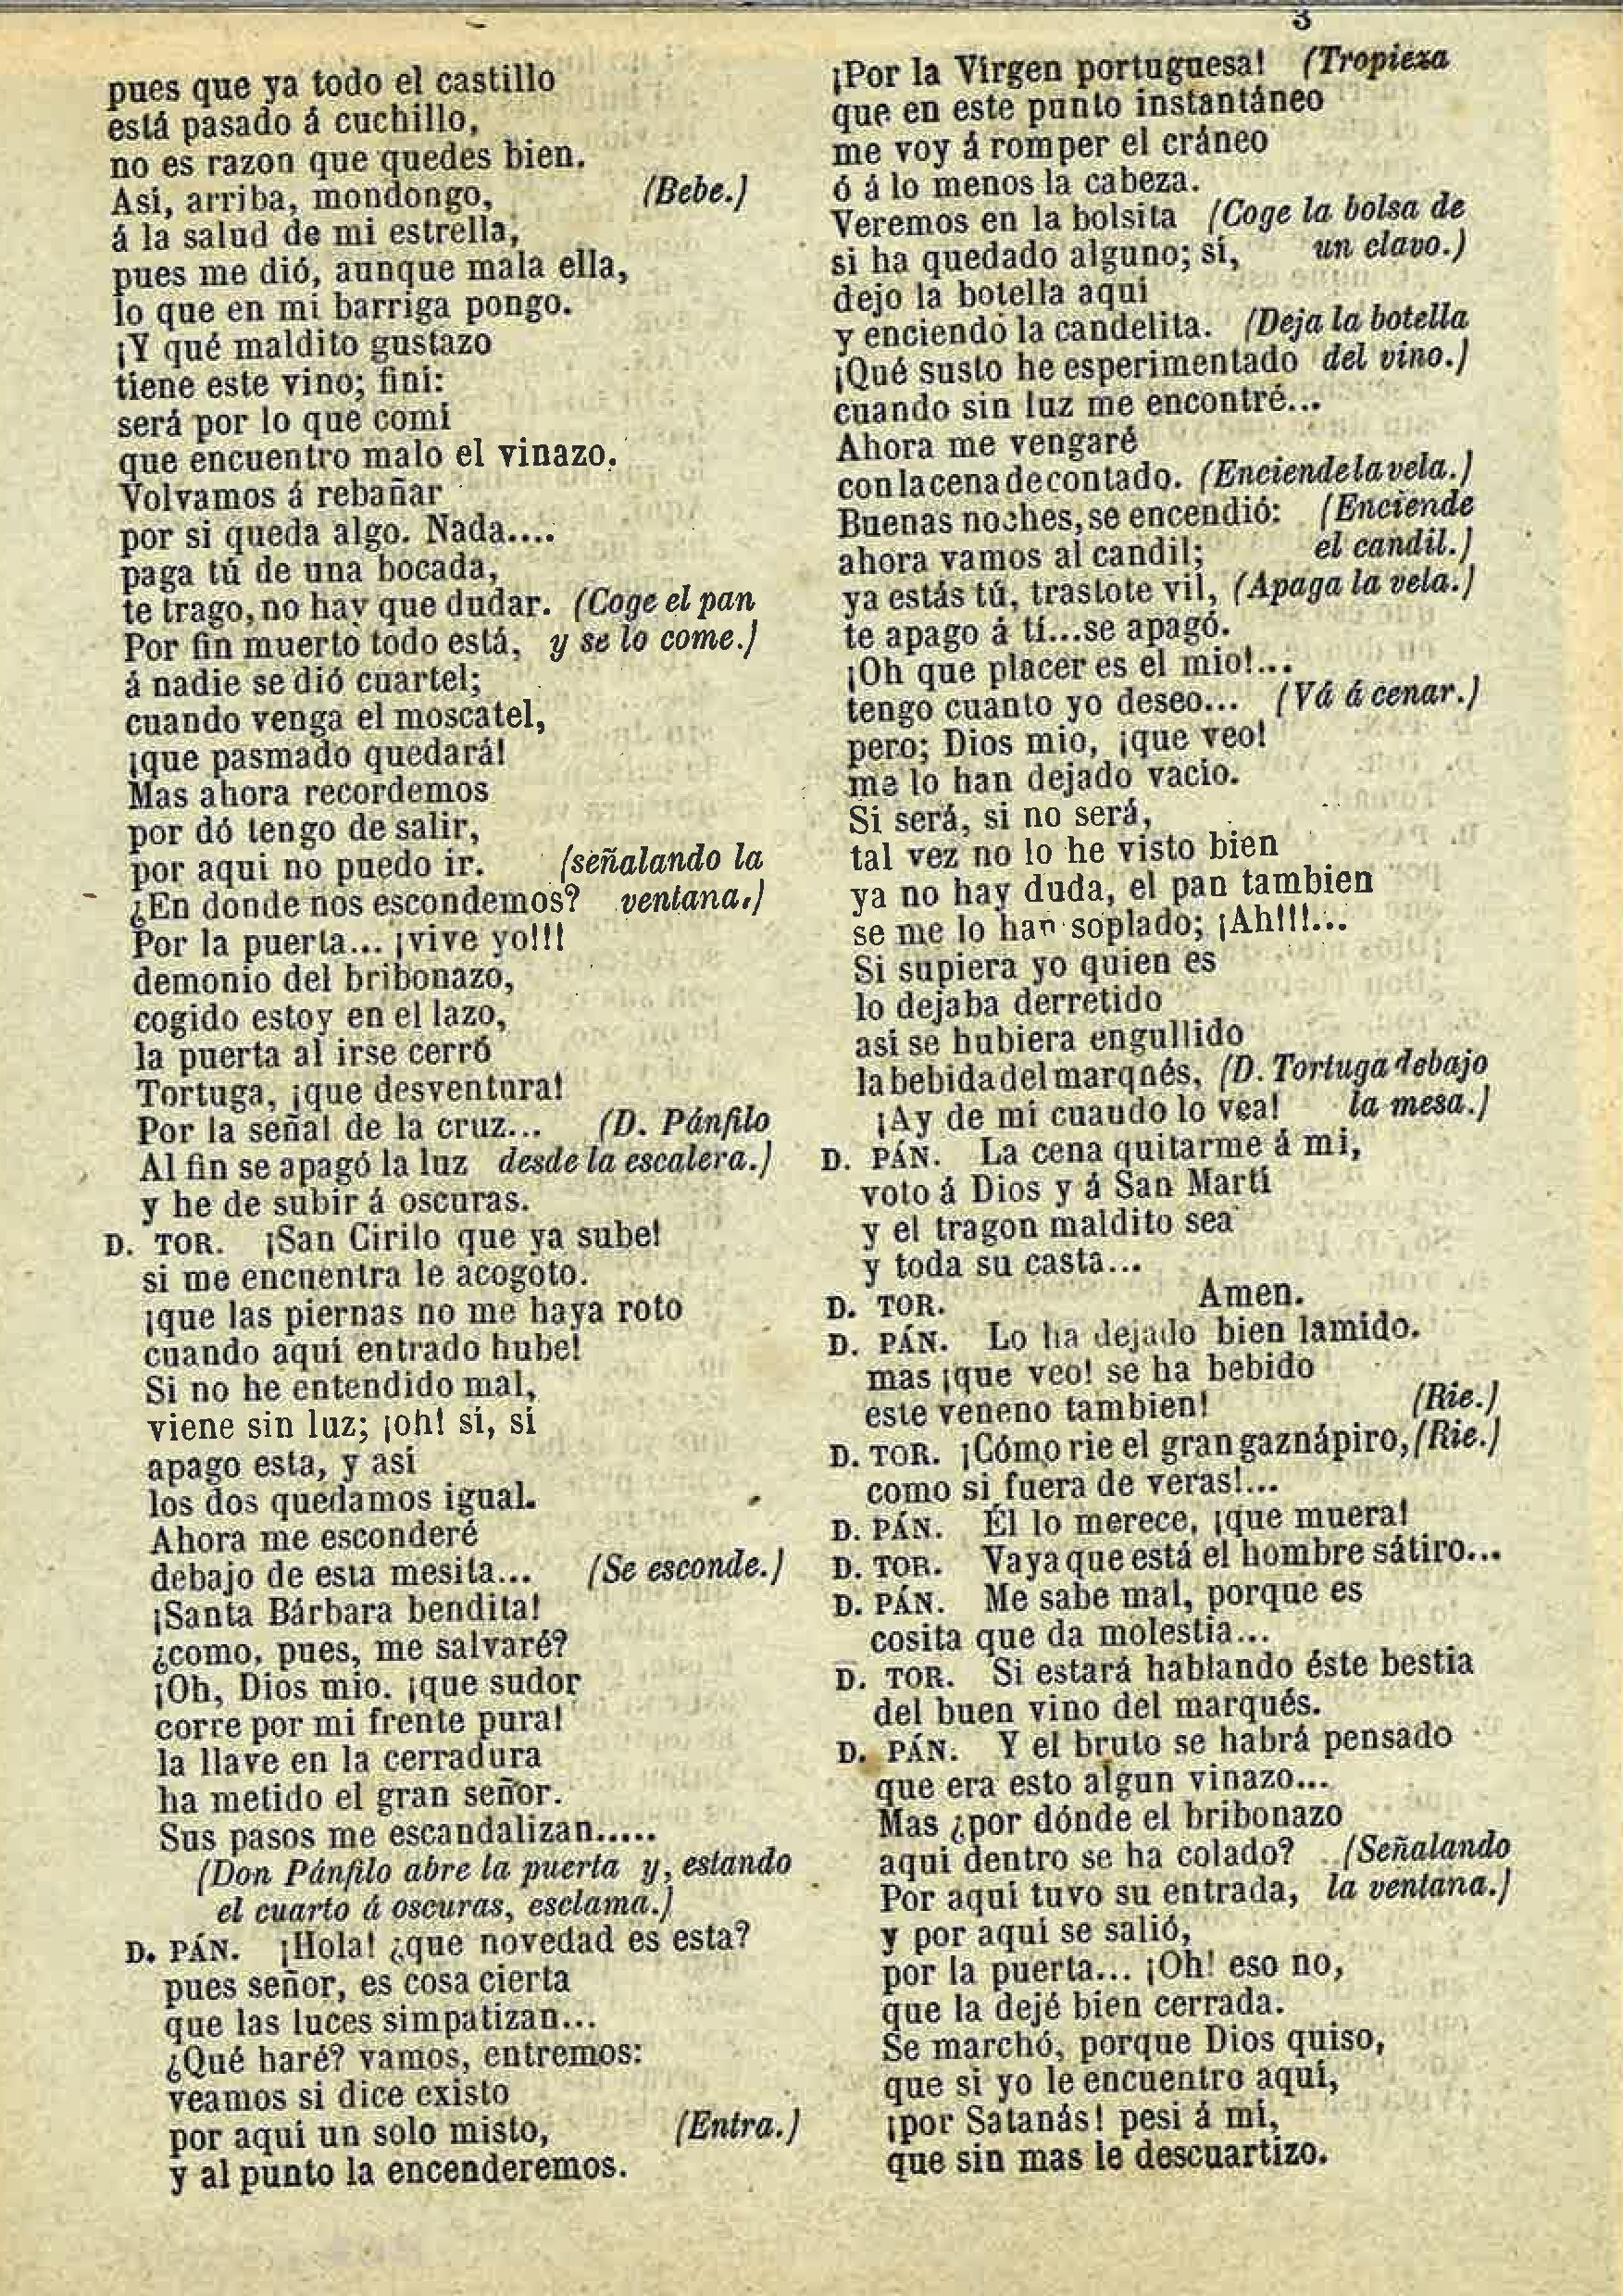 3
pues que ya todo el castillo
está pasado á cuchillo,
no es razon que quedes bien.
Asi, arriba, mondongo, (Bebe.)
á la salud de mi estrella,
pues me dió, aunque mala ella,
lo que en mi barriga pongo.
¡Y qué maldito gustazo
tiene este vino; finí:
será por lo que comí
que encuentro malo el vinazo.
Volvamos á rebañar
por si queda algo. Nada....
paga tú de una bocada,
te trago, no hay que dudar. (Coge el pan
Por fin muerto todo está, y se lo come.)
á nadie se dió cuartel;
cuando venga el moscatel,
¡que pasmado quedará!
Mas ahora recordemos
por dó tengo de salir,
por aqui no puedo ir. (señalando la
¿En donde nos escondemos? ventana.)
Por la puerta... ¡vive yo!!!
demonio del bribonazo,
cogido estoy en el lazo,
la puerta al irse cerró
Tortuga, ¡que desventura!
Por la señal de la cruz... (D. Pánfilo
Al fin se apagó la luz desde la escalera.)
y he de subir á oscuras.
D. TOR. ¡San Cirilo que ya sube!
si me encuentra le acogoto.
¡que las piernas no me haya roto
cuando aquí entrado hube!
Si no he entendido mal,
viene sin luz; ¡oh! sí, sí
apago esta, y asi
los dos quedamos igual.
Ahora me esconderé
debajo de esta mesita... (Se esconde.)
¡Santa Bárbara bendita!
¿como, pues, me salvaré?
¡Oh, Dios mio. ¡que sudor
corre por mi frente pura!
la llave en la cerradura
ha metido el gran señor.
Sus pasos me escandalizan.....
(Don Pánfilo abre la puerta y, estando
el cuarto á oscuras, esclama.)
D. PÁN. ¡Hola! ¿que novedad es esta?
pues señor, es cosa cierta
que las luces simpatizan...
¿Qué haré? vamos, entremos:
veamos si dice existo
por aqui un solo misto, (Entra.)
y al punto la encenderemos.
¡Por la Virgen portuguesa! (Tropieza
que en este punto instantáneo
me voy á romper el cráneo
ó á lo menos la cabeza.
Veremos en la bolsita (Coge la bolsa de
si ha quedado alguno; sí, un clavo.)
dejo la botella aqui
y enciendo la candelita. (Deja la botella
¡Qué susto he esperimentado del vino.)
cuando sin luz me encontré...
Ahora me vengaré
con la cena de contado. (Enciende la vela.)
Buenas noches, se encendió: (Enciende
ahora vamos al candil; el candil.)
ya estás tú, trastote vil, (Apaga la vela.)
te apago á tí...se apagó.
¡Oh que placer es el mio!...
tengo cuanto yo deseo... (Vá á cenar.)
pero; Dios mio, ¡que veo!
me lo han dejado vacio.
Si será, si no será,
tal vez no lo he visto bien
ya no hay duda, el pan tambien
se me lo han soplado; ¡Ah!!!...
Si supiera yo quien es
lo dejaba derretido
asi se hubiera engullido
la bebida del marqués, (D. Tortuga debajo
¡Ay de mi cuando lo vea! la mesa.)
D. PÁN. La cena quitarme á mi,
voto á Dios y á San Martí
y el tragon maldito sea
y toda su casta...
D. TOR. Amen.
D. PÁN. Lo ha dejado bien lamido.
mas ¡que veo! se ha bebido
este veneno tambien! (Rie.)
D. TOR. ¡Cómo rie el gran gaznápiro, (Rie.)
como si fuera de veras!...
D. PÁN. Él lo merece, ¡que muera!
D. TOR. Vaya que está el hombre sátiro...
D. PÁN. Me sabe mal, porque es
cosita que da molestia...
D. TOR. Si estará hablando éste bestia
del buen vino del marqués.
D. PÁN. Y el bruto se habrá pensado
que era esto algun vinazo...
Mas ¿por dónde el bribonazo
aqui dentro se ha colado? (Señalando
Por aquí tuvo su entrada, la ventana.)
y por aquí se salió,
por la puerta... ¡Oh! eso no,
que la dejé bien cerrada.
Se marchó, porque Dios quiso,
que si yo le encuentro aquí,
¡por Satanás! pesi á mí,
que sin mas le descuartizo.